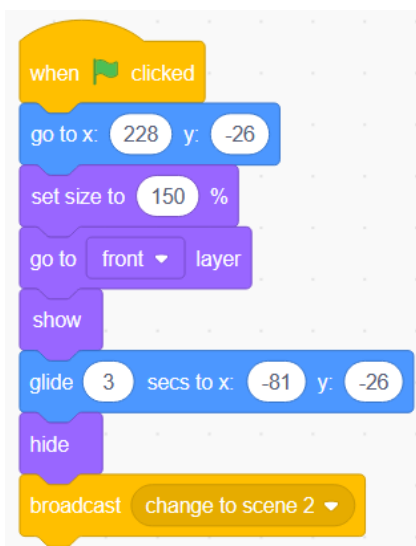 when clicked
go to x: 228 y: -26
set size to 150 %
go to front layer
show
glide 3 secs to x: -81 y: -26
hide
broadcast change to scene 2